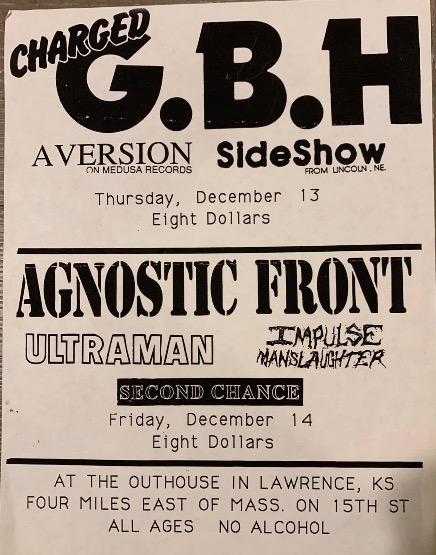 CHARGED
G.B.H
AVERSION SideShow
ON MEDUSA RECORDS FROM LINCOLN, NE.
Thursday, December 13
Eight Dollars
AGNOSTIC FRONT
ULTRAMAN IMPULSE
MANSLAUGHTER
SECOND CHANCE
Friday, December 14
Eight Dollars
AT THE OUTHOUSE IN LAWRENCE, KS
FOUR MILES EAST OF MASS. ON 15TH ST
ALL AGES NO ALCOHOL